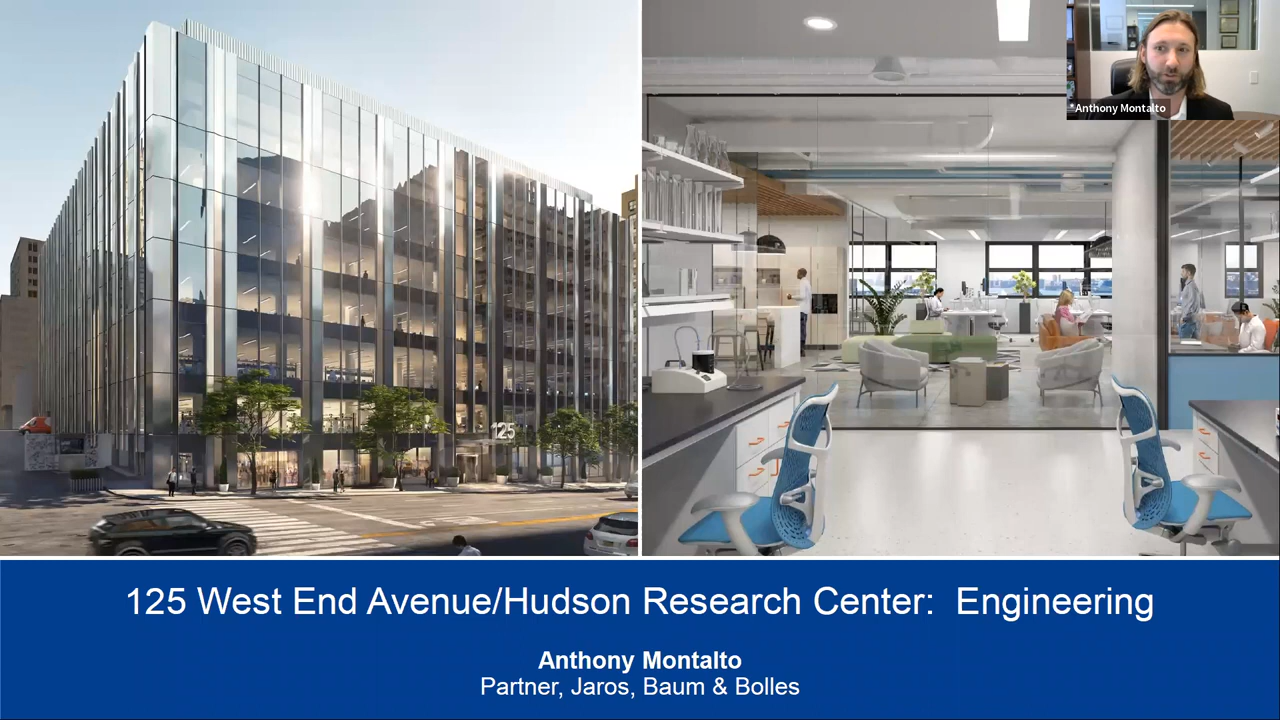 *Anthony Montalto
125
125 West End Avenue/Hudson Research Center:  Engineering
Anthony Montalto
Partner, Jaros, Baum & Bolles